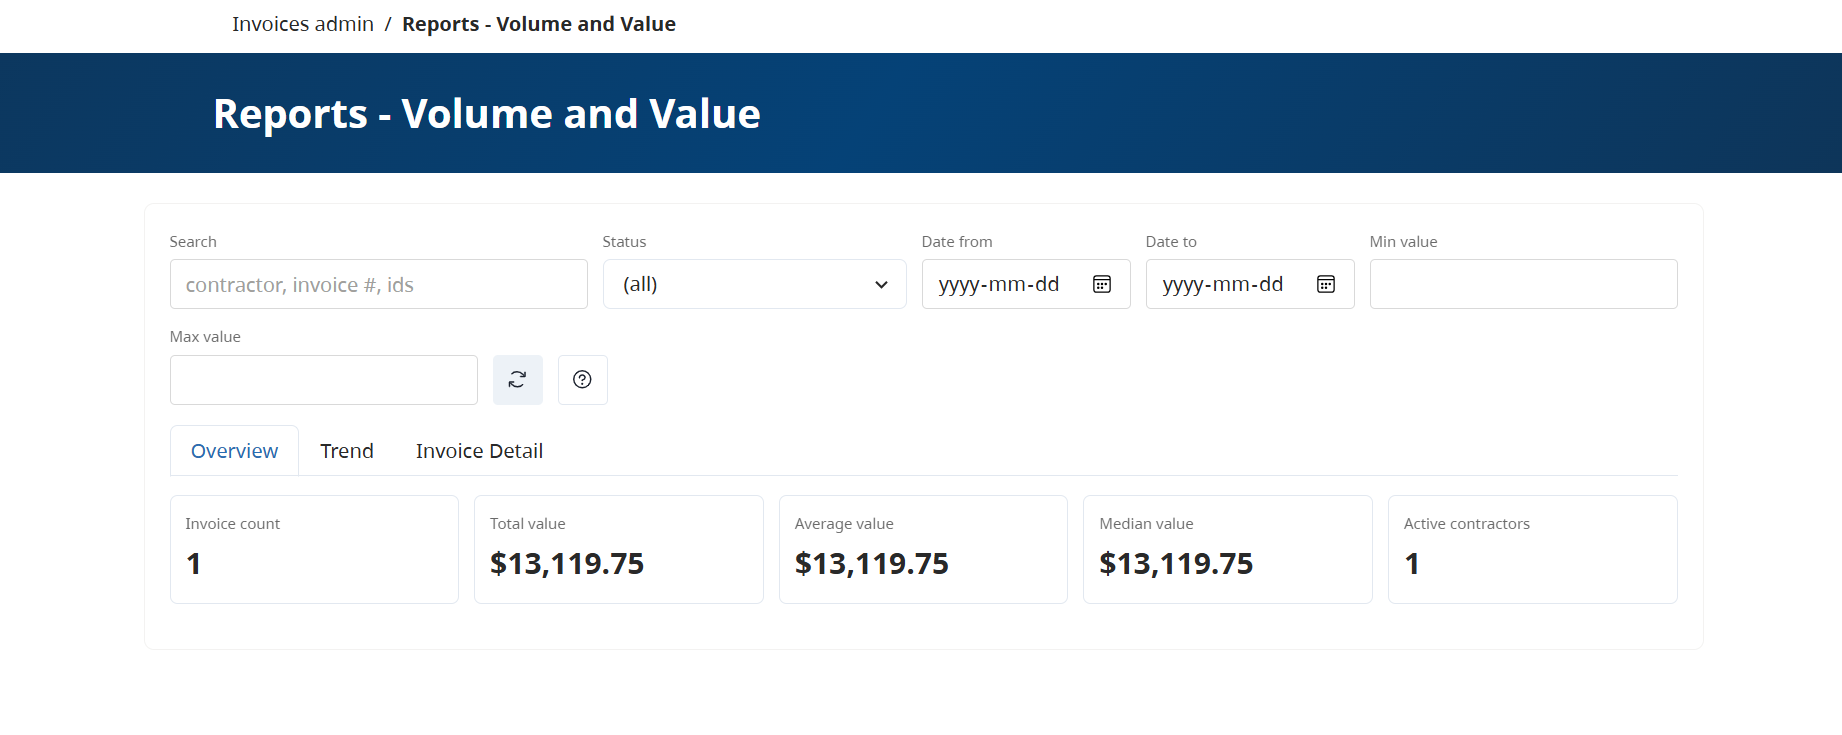 Invoices admin / Reports - Volume and Value
Reports - Volume and Value
Search
contractor, invoice #, ids
Status
(all)
Date from
yyyy-mm-dd
Date to
yyyy-mm-dd
Min value
Max value
Overview
Trend
Invoice Detail
Invoice count
1
Total value
$13,119.75
Average value
$13,119.75
Median value
$13,119.75
Active contractors
1